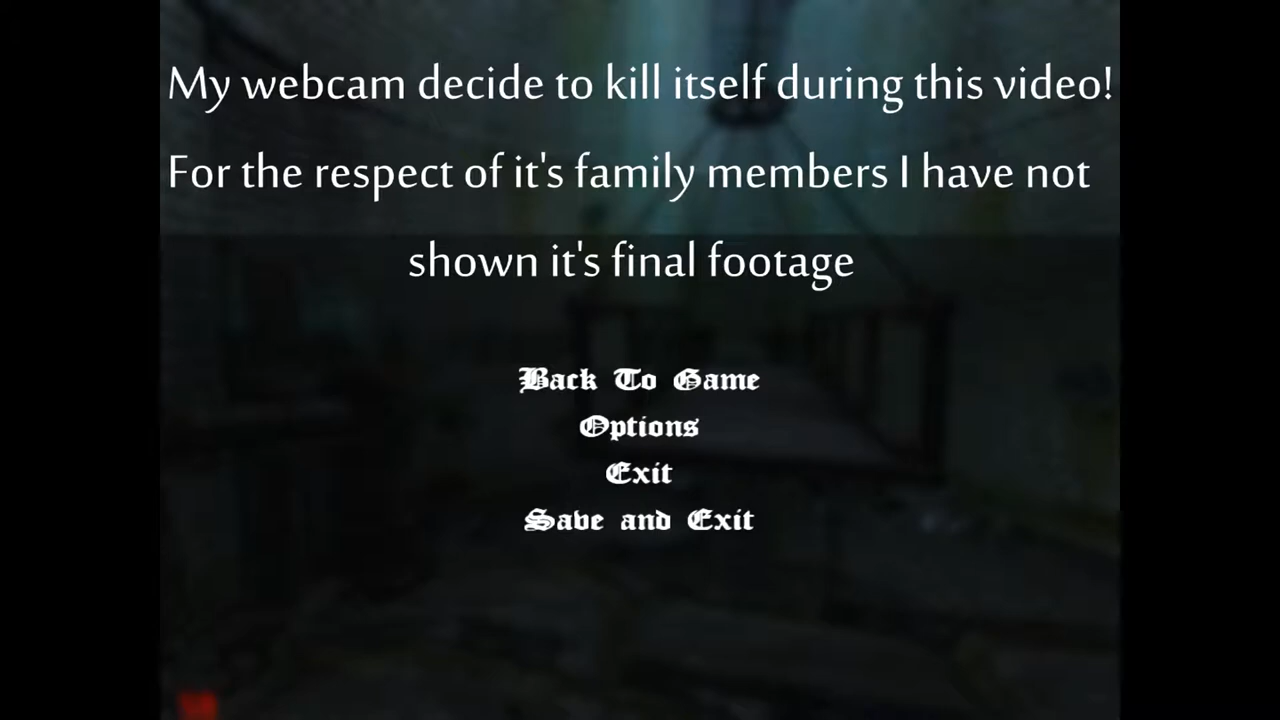 My webcam decide to kill itself during this video!
For the respect of it's family members I have not
shown it's final footage
Back To Game
Options
Exit
Save and Exit